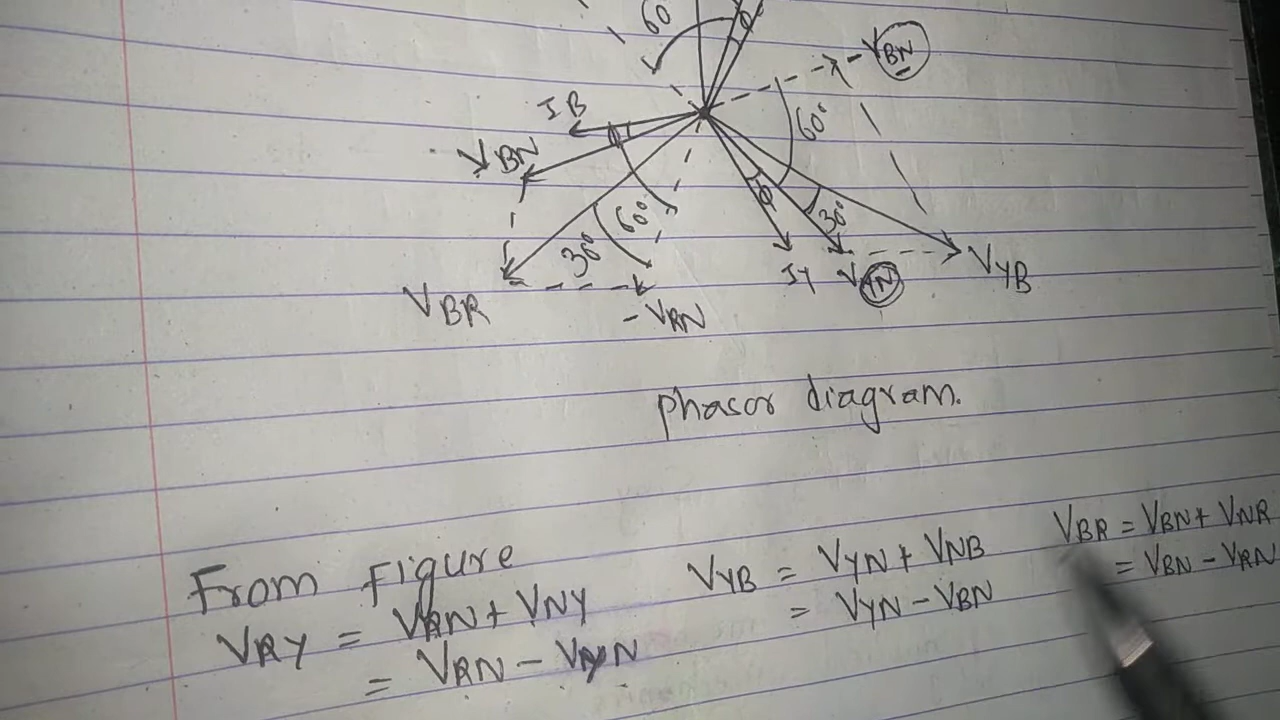 60
φ
-VBN
IB
60°
VBN
φ
φ
30°
60°
30°
IY
VYB
VBR
-VRN
phasor diagram.
From Figure
VRY = VRN + VNY
= VRN - VYN
VYB = VYN + VNB
= VYN - VBN
VBR = VBN + VNR
= VBN - VRN